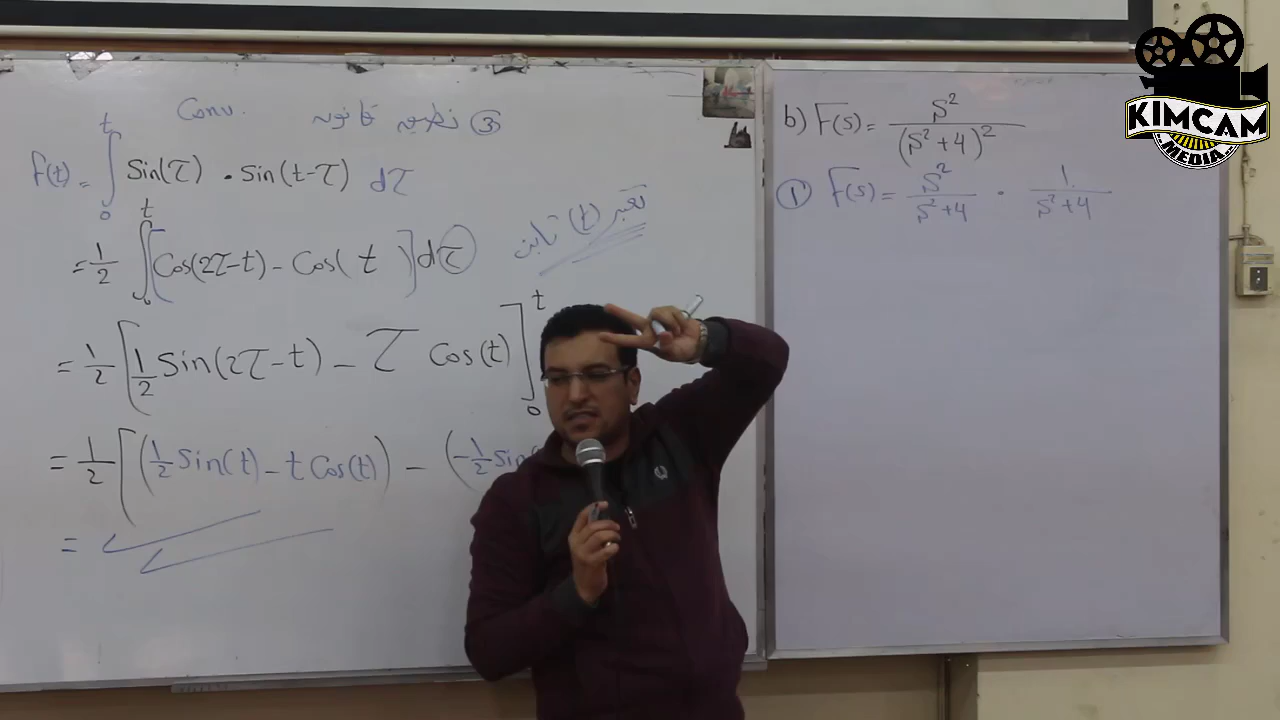 Conv. نظرية قانونه ③
f(t) = ∫₀ᵗ Sin(τ) · Sin(t-τ) dτ
= 1/2 ∫₀ᵗ [Cos(2τ-t) - Cos( t )] dτ
تعتبر (t) ثابت
= 1/2 [1/2 Sin(2τ-t) - τ Cos(t)]₀ᵗ
= 1/2 [(1/2 Sin(t) - t Cos(t)) - (-1/2 Sin(
=
b) F(s) = S²/(S²+4)²
① F(s) = S²/(S²+4) · 1/(S²+4)
KIMCAM
MEDIA